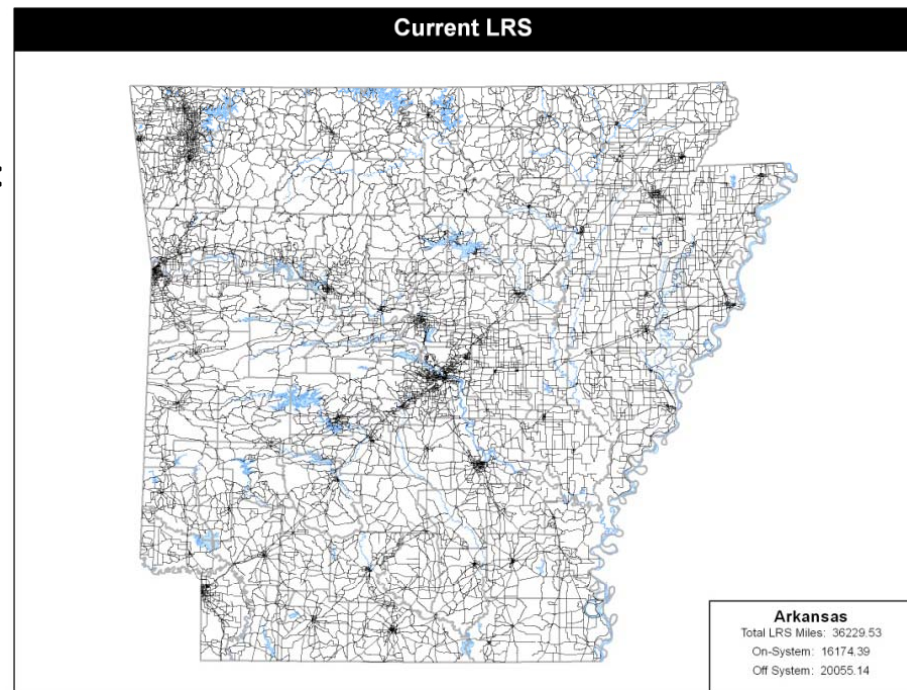 Current LRS
:
Arkansas
Total LRS Miles: 36229.53
On-System: 16174.39
Off System: 20055.14